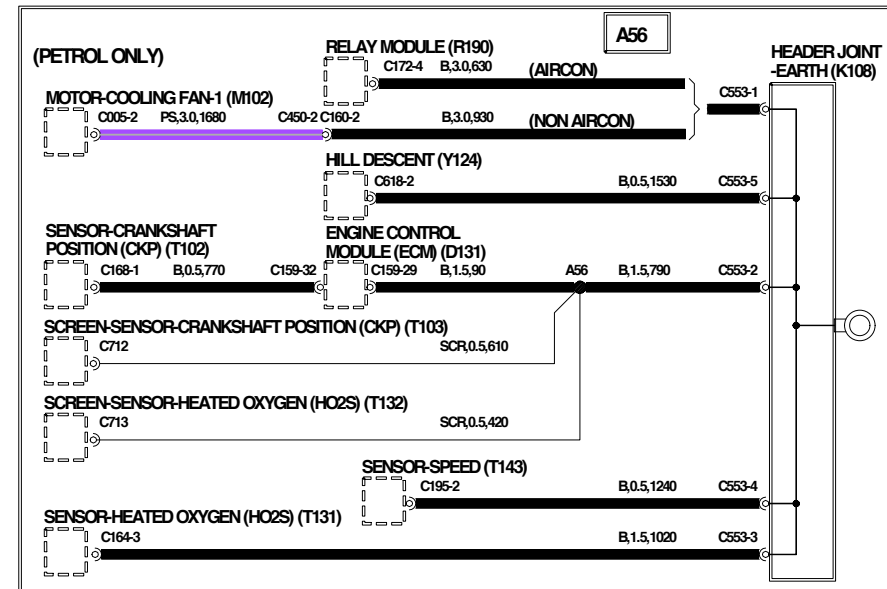 A56
(PETROL ONLY)
RELAY MODULE (R190)
HEADER JOINT
-EARTH (K108)
C172-4 B,3.0,630 (AIRCON)
C553-1
MOTOR-COOLING FAN-1 (M102)
C005-2 PS,3.0,1680 C450-2 C160-2 B,3.0,930 (NON AIRCON)
HILL DESCENT (Y124)
C618-2 B,0.5,1530 C553-5
SENSOR-CRANKSHAFT
POSITION (CKP) (T102)
ENGINE CONTROL
MODULE (ECM) (D131)
C168-1 B,0.5,770 C159-32 C159-29 B,1.5,90 A56 B,1.5,790 C553-2
SCREEN-SENSOR-CRANKSHAFT POSITION (CKP) (T103)
C712 SCR,0.5,610
SCREEN-SENSOR-HEATED OXYGEN (HO2S) (T132)
C713 SCR,0.5,420
SENSOR-SPEED (T143)
C195-2 B,0.5,1240 C553-4
SENSOR-HEATED OXYGEN (HO2S) (T131)
C164-3 B,1.5,1020 C553-3